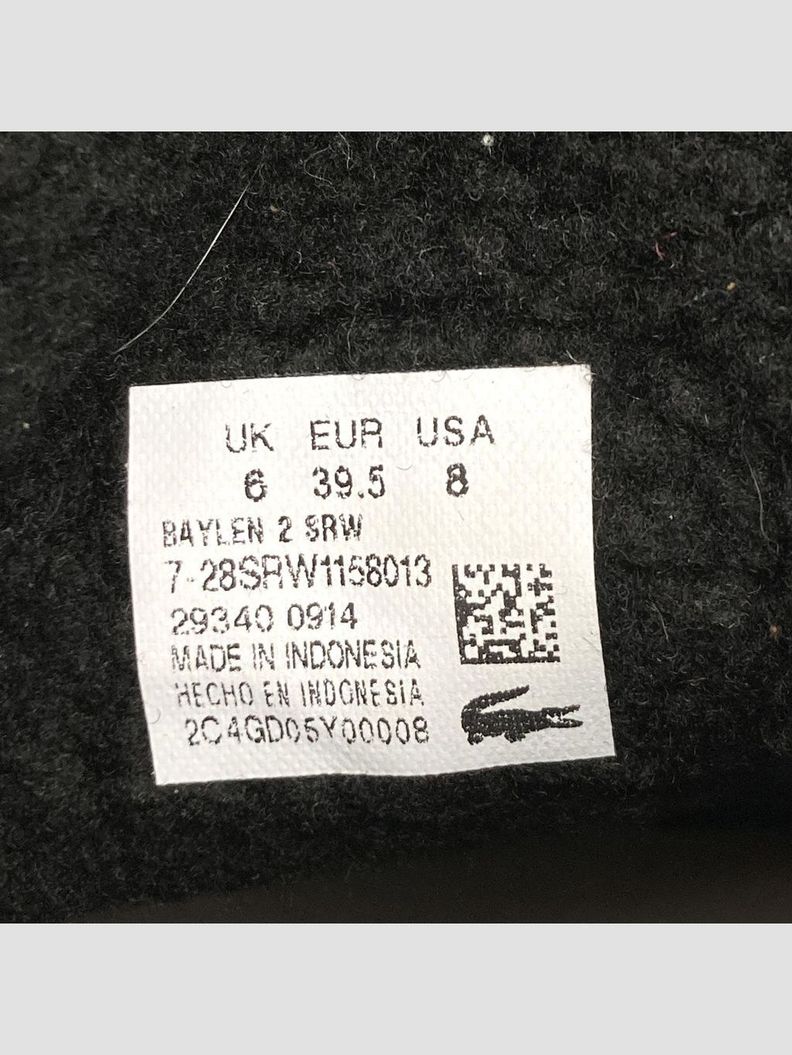 UK EUR USA
6 39.5 8
BAYLEN 2 SRW
7-28SRW1158013
29340 0914
MADE IN INDONESIA
HECHO EN INDONESIA
2C4GD05Y00008